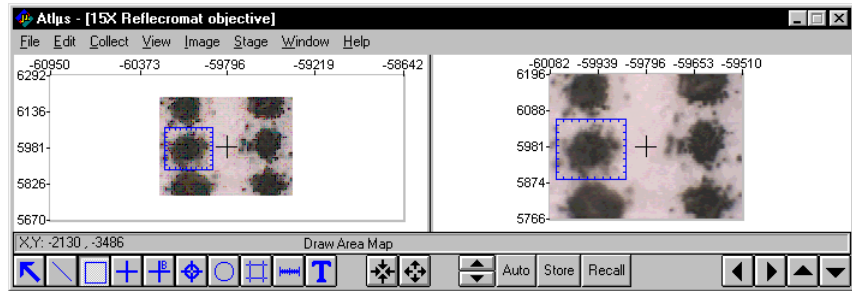 Atlµs - [15X Reflecromat objective]
File Edit Collect View Image Stage Window Help
-60950 -60373 -59796 -59219 -58642
6292
6136
5981
5826
5670
-60082 -59939 -59796 -59653 -59510
6196
6088
5981
5874
5766
X,Y: -2130 , -3486 Draw Area Map
B T Auto Store Recall